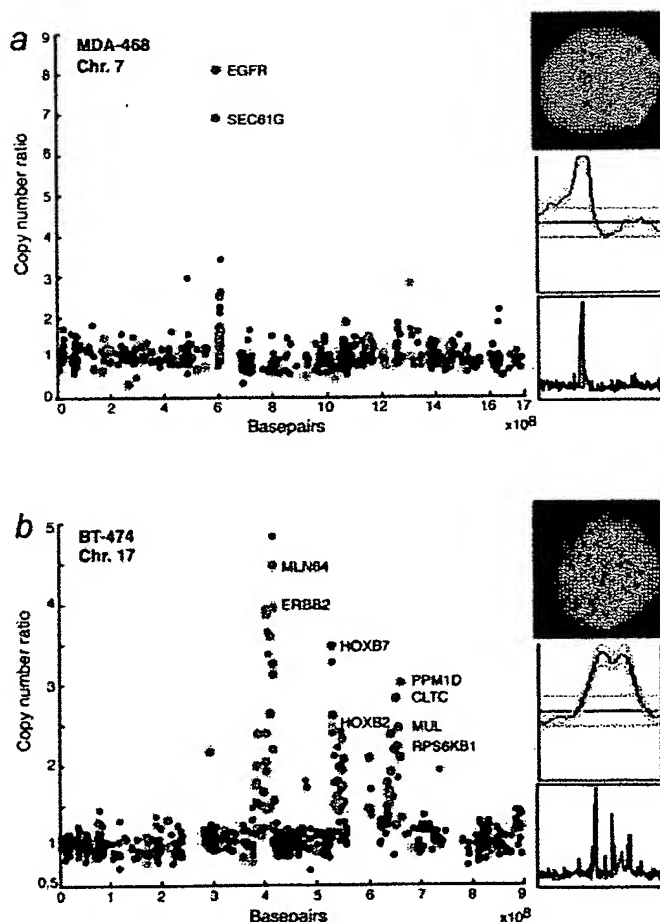 a
MDA-468
Chr. 7
EGFR
SEC61G
Copy number ratio
9
8
7
6
5
4
3
2
1
0
0 2 4 6 8 10 12 14 16 17
Basepairs
x10⁸
b
BT-474
Chr. 17
MLN64
ERBB2
HOXB7
PPM1D
CLTC
HOXB2
MUL
RPS6KB1
Copy number ratio
5
4
3
2
1
0,5
0 1 2 3 4 5 6 7 8 9
Basepairs
x10⁸